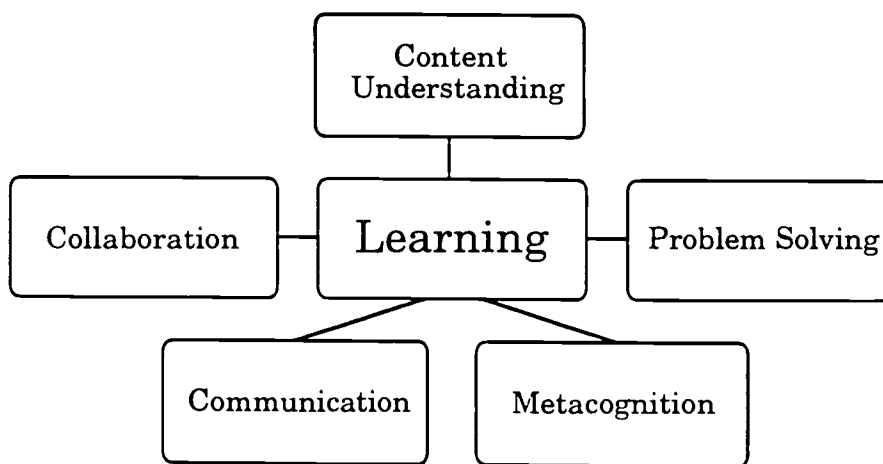 Content
Understanding
Collaboration
Learning
Problem Solving
Communication
Metacognition